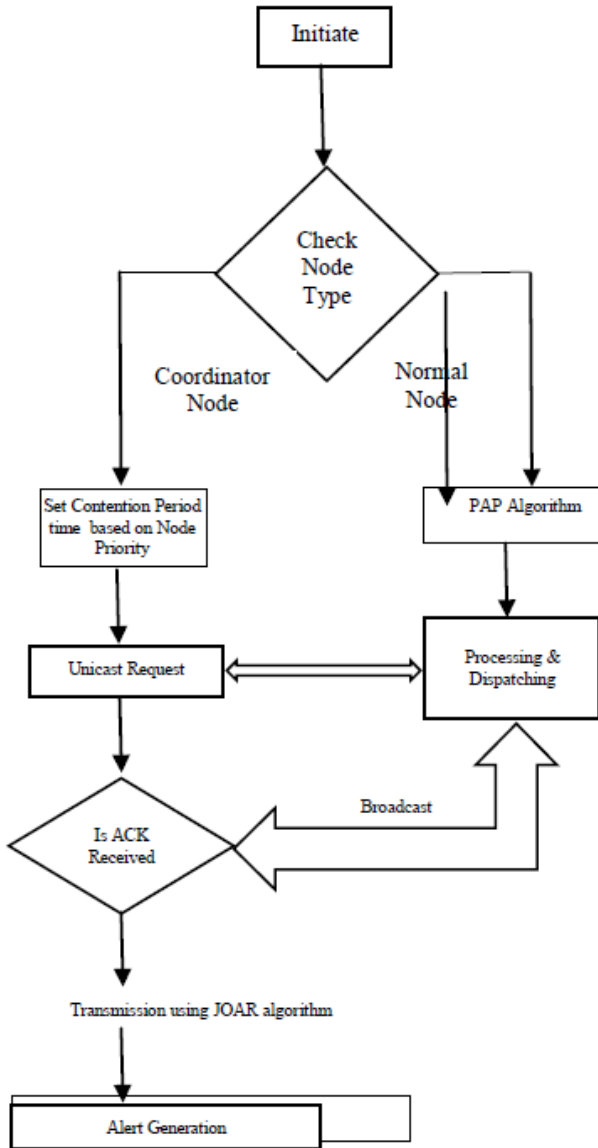 Initiate
Check
Node
Type
Coordinator
Node
Normal
Node
Set Contention Period
time based on Node
Priority
PAP Algorithm
Unicast Request
Processing &
Dispatching
Broadcast
Is ACK
Received
Transmission using JOAR algorithm
Alert Generation